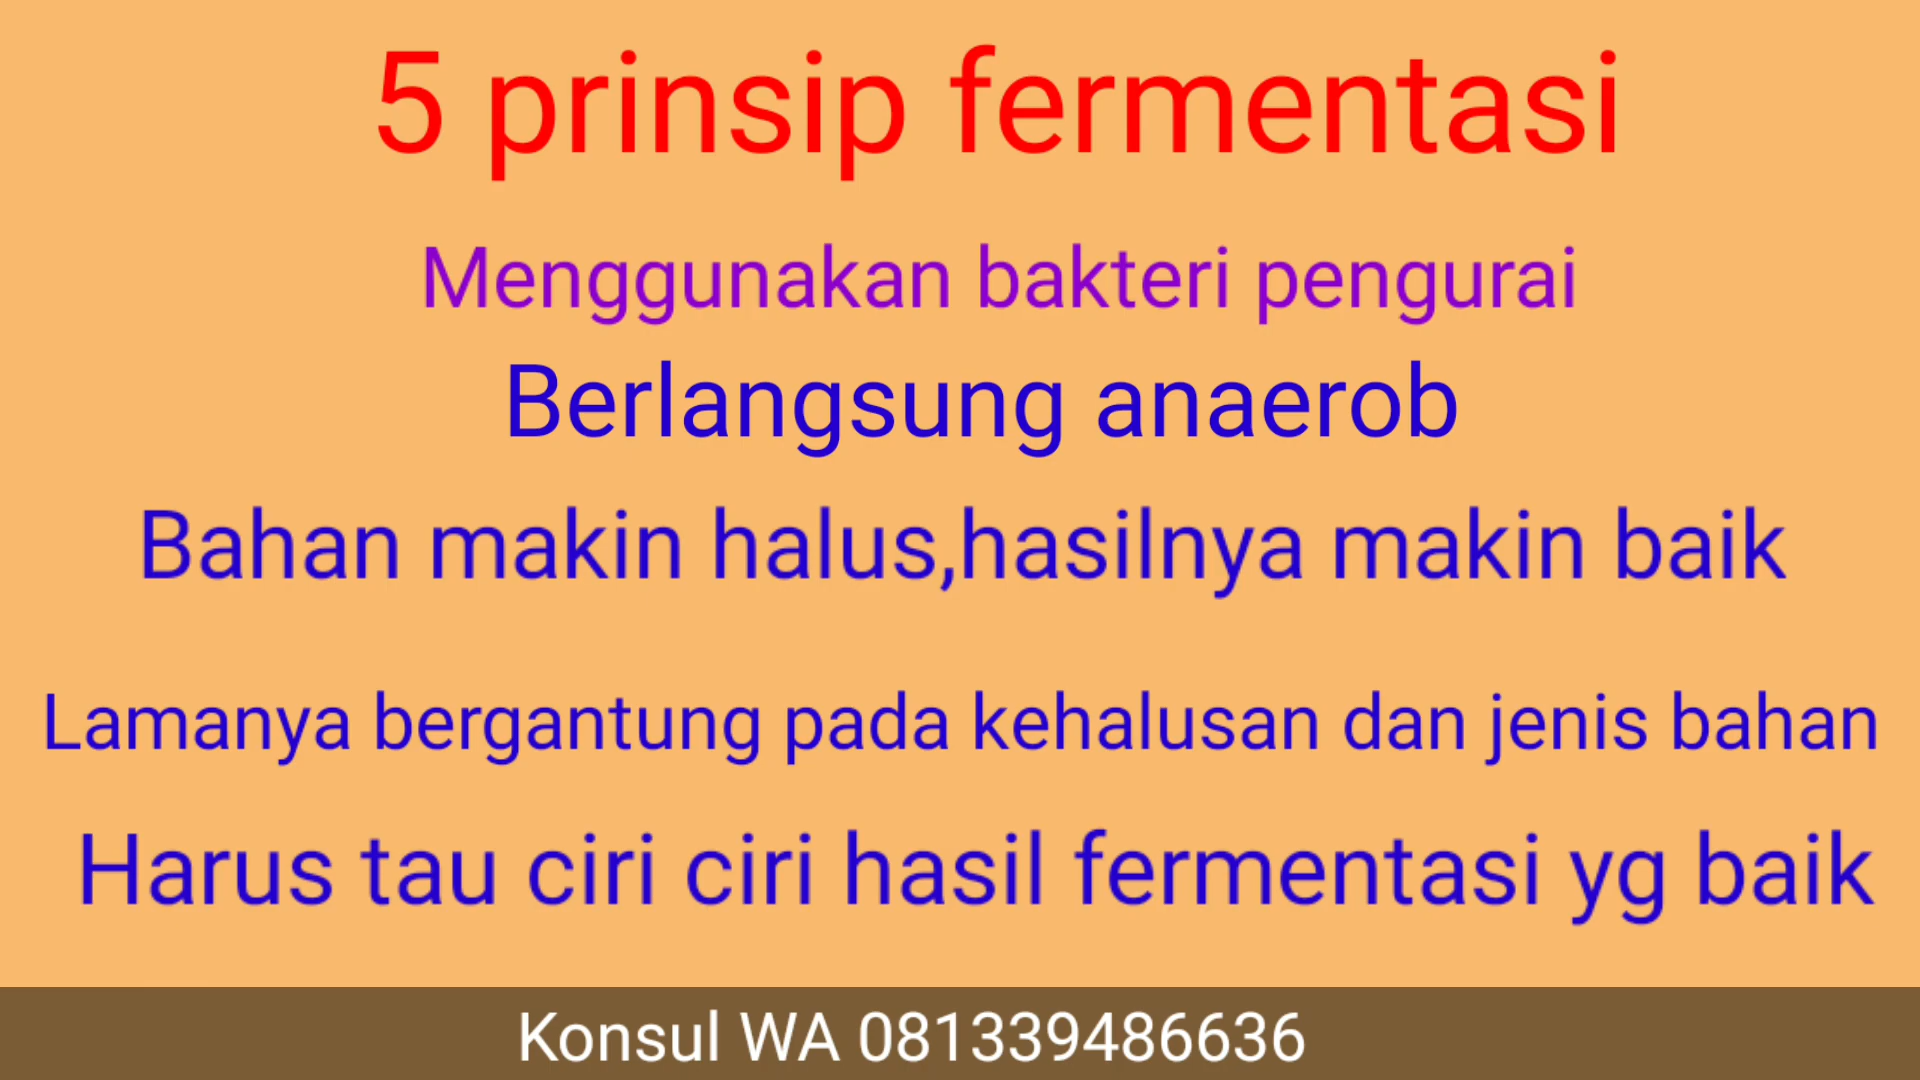 5 prinsip fermentasi
Menggunakan bakteri pengurai
Berlangsung anaerob
Bahan makin halus,hasilnya makin baik
Lamanya bergantung pada kehalusan dan jenis bahan
Harus tau ciri ciri hasil fermentasi yg baik
Konsul WA 081339486636